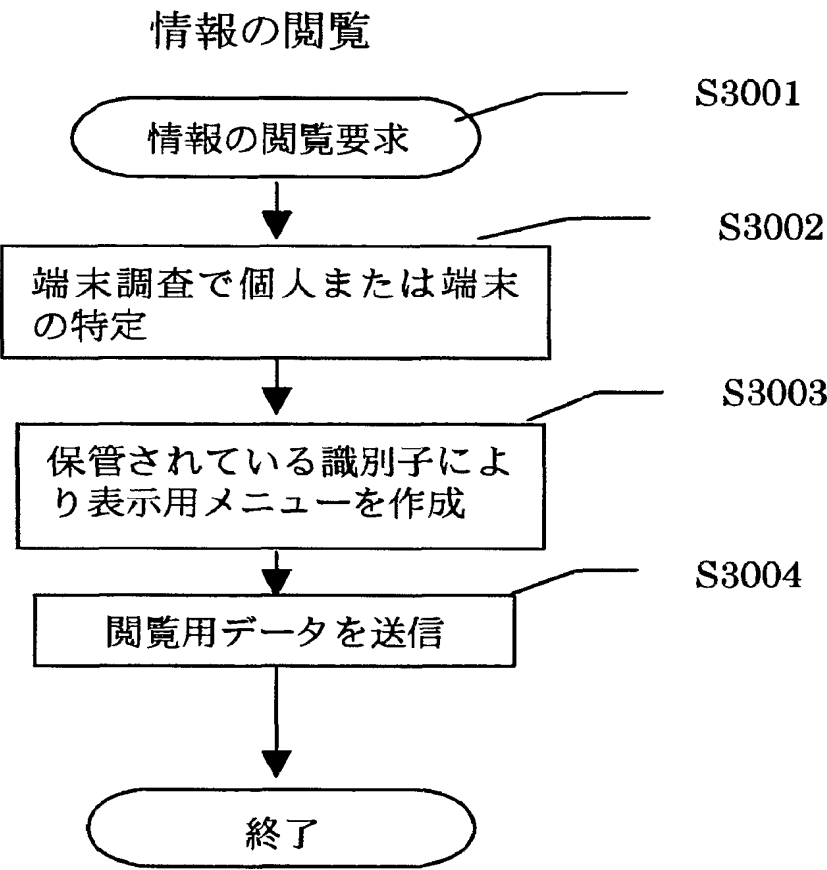 情報の閲覧
S3001
情報の閲覧要求
S3002
端末調査で個人または端末
の特定
S3003
保管されている識別子によ
り表示用メニューを作成
S3004
閲覧用データを送信
終了